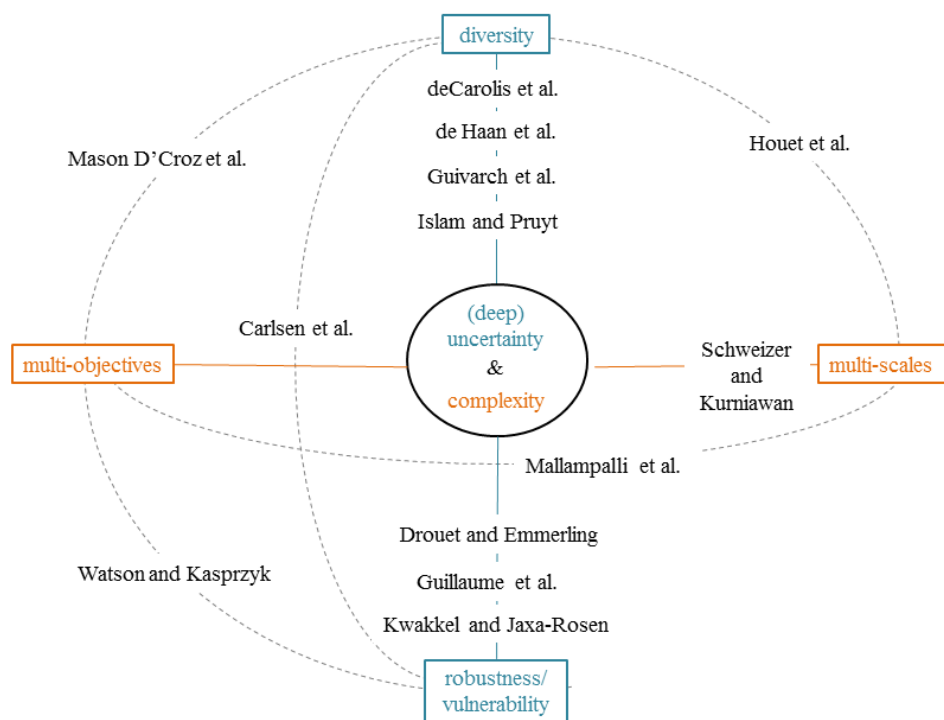 diversity
deCarolis et al.
de Haan et al.
Mason D’Croz et al.
Houet et al.
Guivarch et al.
Islam and Pruyt
(deep)
uncertainty
&
complexity
Carlsen et al.
multi-objectives
Schweizer
and
Kurniawan
multi-scales
Mallampalli et al.
Drouet and Emmerling
Watson and Kasprzyk
Guillaume et al.
Kwakkel and Jaxa-Rosen
robustness/
vulnerability